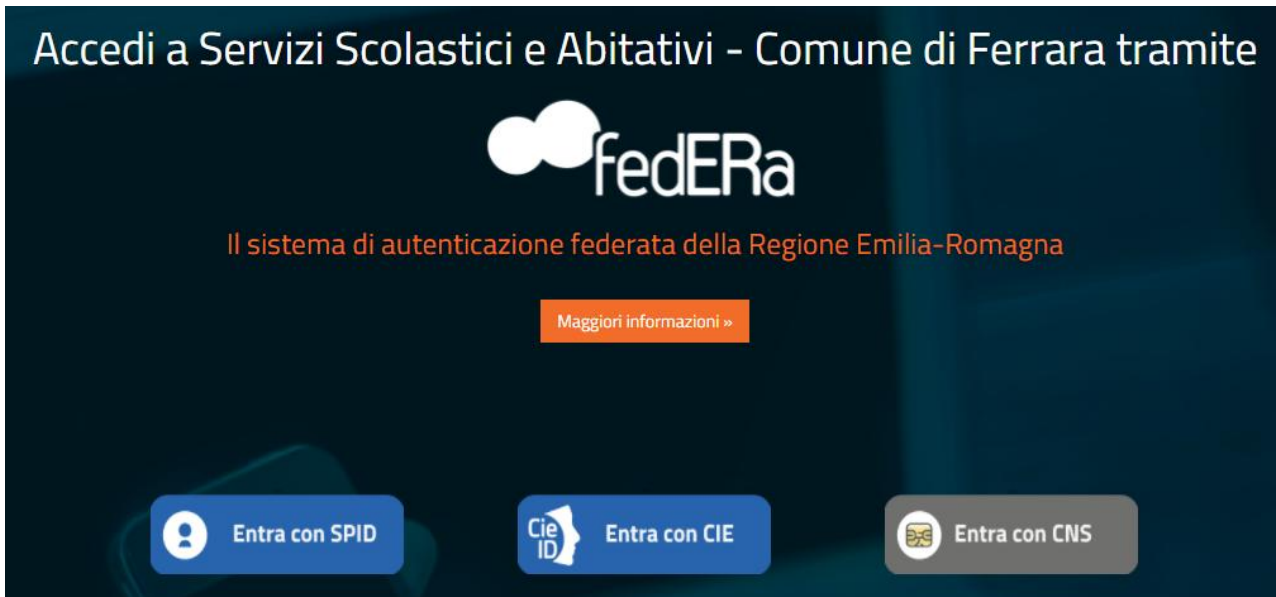 Accedi a Servizi Scolastici e Abitativi - Comune di Ferrara tramite
fedERa
Il sistema di autenticazione federata della Regione Emilia-Romagna
Maggiori informazioni »
Entra con SPID
Cie
ID
Entra con CIE
Entra con CNS